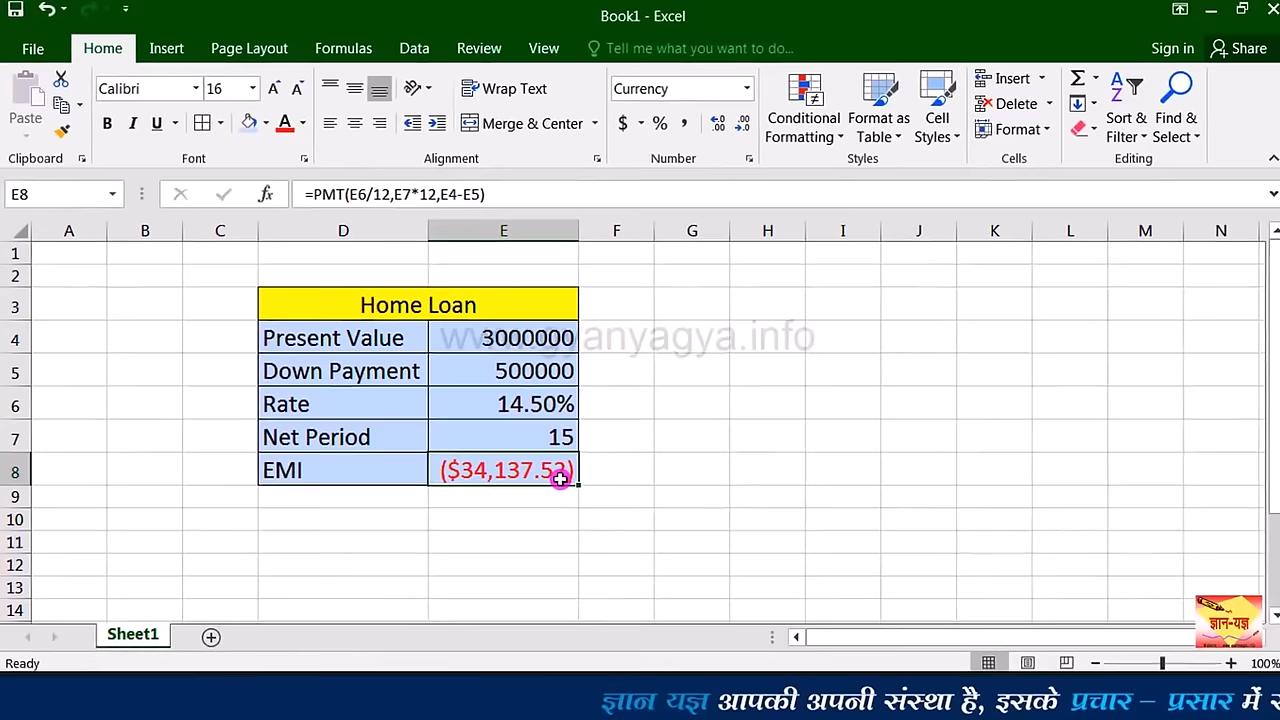 Book1 - Excel
File Home Insert Page Layout Formulas Data Review View Tell me what you want to do... Sign in Share
Calibri 16 Wrap Text Currency Insert
Paste B I U Merge & Center $ % Conditional Formatting Format as Table Cell Styles Delete Format Sort & Filter Find & Select
Clipboard Font Alignment Number Styles Cells Editing
E8 fx =PMT(E6/12,E7*12,E4-E5)
A B C D E F G H I J K L M N
1
2
3 Home Loan
4 Present Value 3000000
www.gyanyagya.info
5 Down Payment 500000
6 Rate 14.50%
7 Net Period 15
8 EMI ($34,137.53)
9
10
11
12
13
14
ज्ञान-यज्ञ
Sheet1
Ready 100%
ज्ञान यज्ञ आपकी अपनी संस्था है, इसके प्रचार – प्रसार में